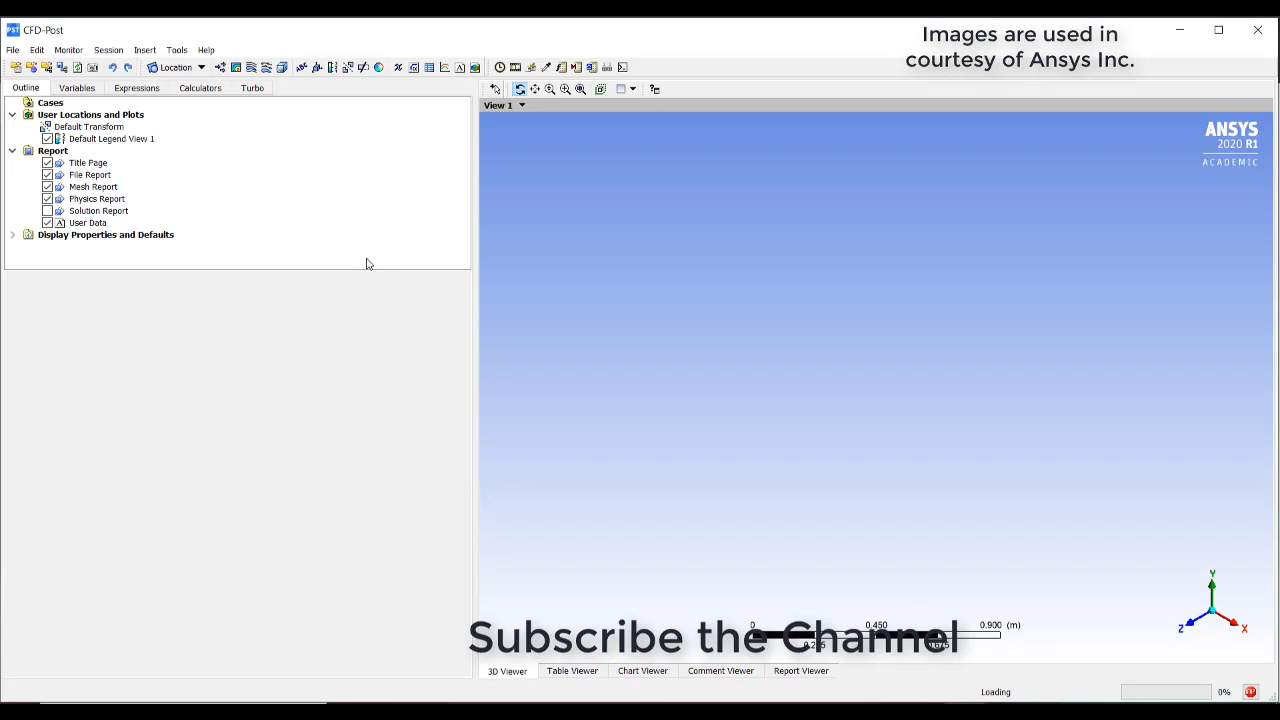 CFD-Post
Images are used in
courtesy of Ansys Inc.
File Edit Monitor Session Insert Tools Help
Location
Outline Variables Expressions Calculators Turbo
Cases
User Locations and Plots
Default Transform
Default Legend View 1
Report
Title Page
File Report
Mesh Report
Physics Report
Solution Report
User Data
Display Properties and Defaults
View 1
ANSYS
2020 R1
ACADEMIC
Y
Z
X
0 0.450 0.900 (m)
Subscribe the Channel
3D Viewer Table Viewer Chart Viewer Comment Viewer Report Viewer
Loading 0%